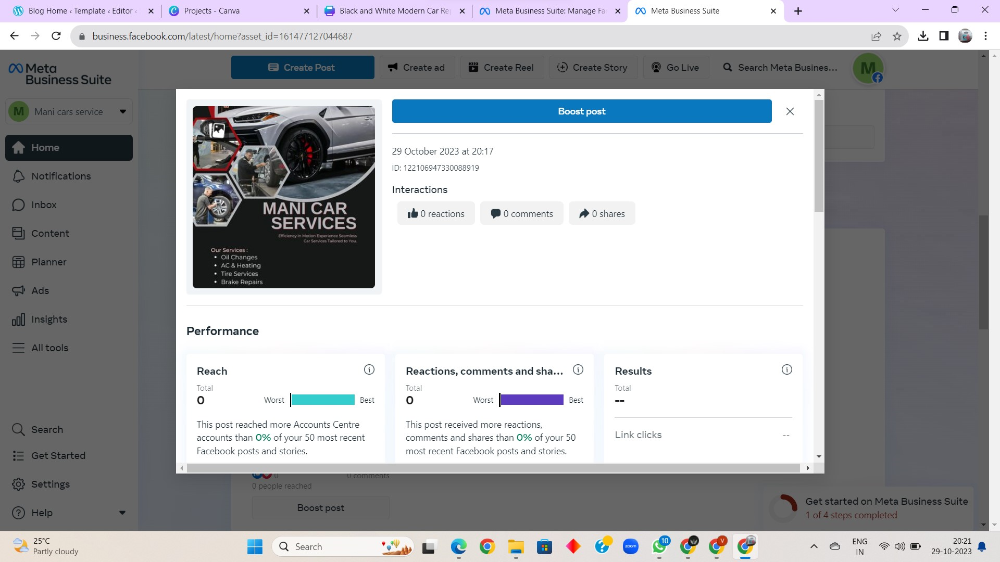 Blog Home ‹ Template ‹ Editor ‹
Projects - Canva
Black and White Modern Car Re
Meta Business Suite: Manage Fa
Meta Business Suite
business.facebook.com/latest/home?asset_id=161477127044687
Meta
Business Suite
Create Post
Create ad
Create Reel
Create Story
Go Live
Search Meta Busines...
M
M
Mani cars service
Home
Notifications
Inbox
Content
Planner
Ads
Insights
All tools
Search
Get Started
Settings
Help
MANI CAR
SERVICES
Efficiency in Motion Experience Seamless
Car Services Tailored to You.
Our Services :
• Oil Changes
• AC & Heating
• Tire Services
• Brake Repairs
Boost post
29 October 2023 at 20:17
ID: 122106947330088919
Interactions
0 reactions
0 comments
0 shares
Performance
Reach
Total
0
Worst
Best
This post reached more Accounts Centre
accounts than 0% of your 50 most recent
Facebook posts and stories.
Reactions, comments and sha...
Total
0
Worst
Best
This post received more reactions,
comments and shares than 0% of your 50
most recent Facebook posts and stories.
Results
Total
--
Link clicks
--
0
0 comments
0 people reached
Boost post
Get started on Meta Business Suite
1 of 4 steps completed
25°C
Partly cloudy
Search
zoom
10
V
ENG
IN
20:21
29-10-2023